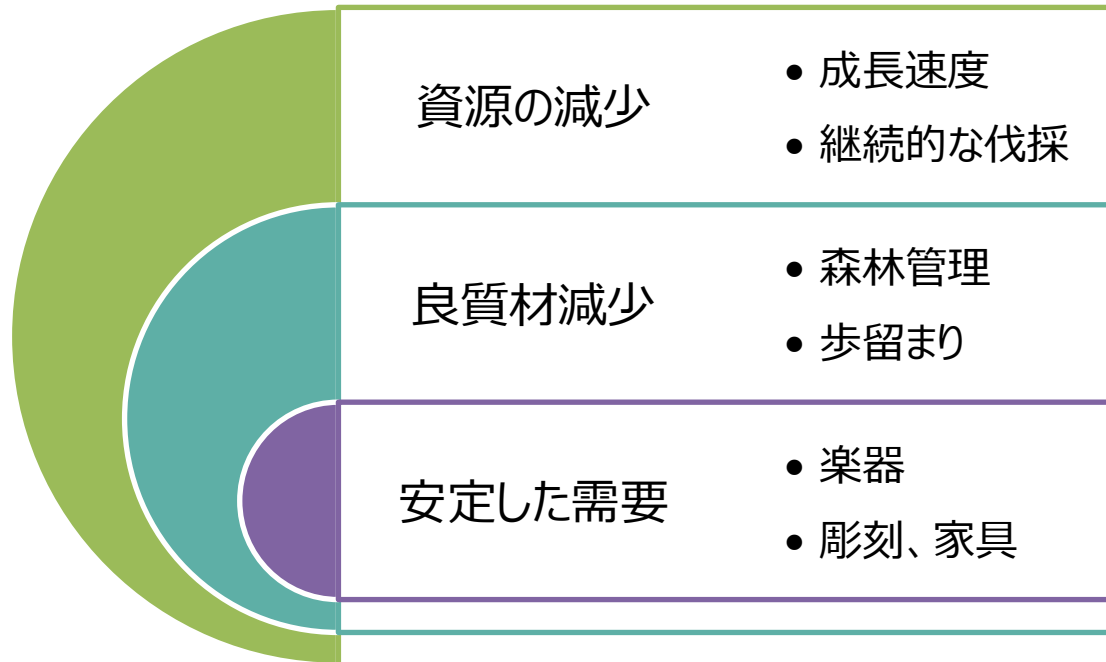 資源の減少
• 成長速度
• 継続的な伐採
良質材減少
• 森林管理
• 歩留まり
安定した需要
• 楽器
• 彫刻、家具